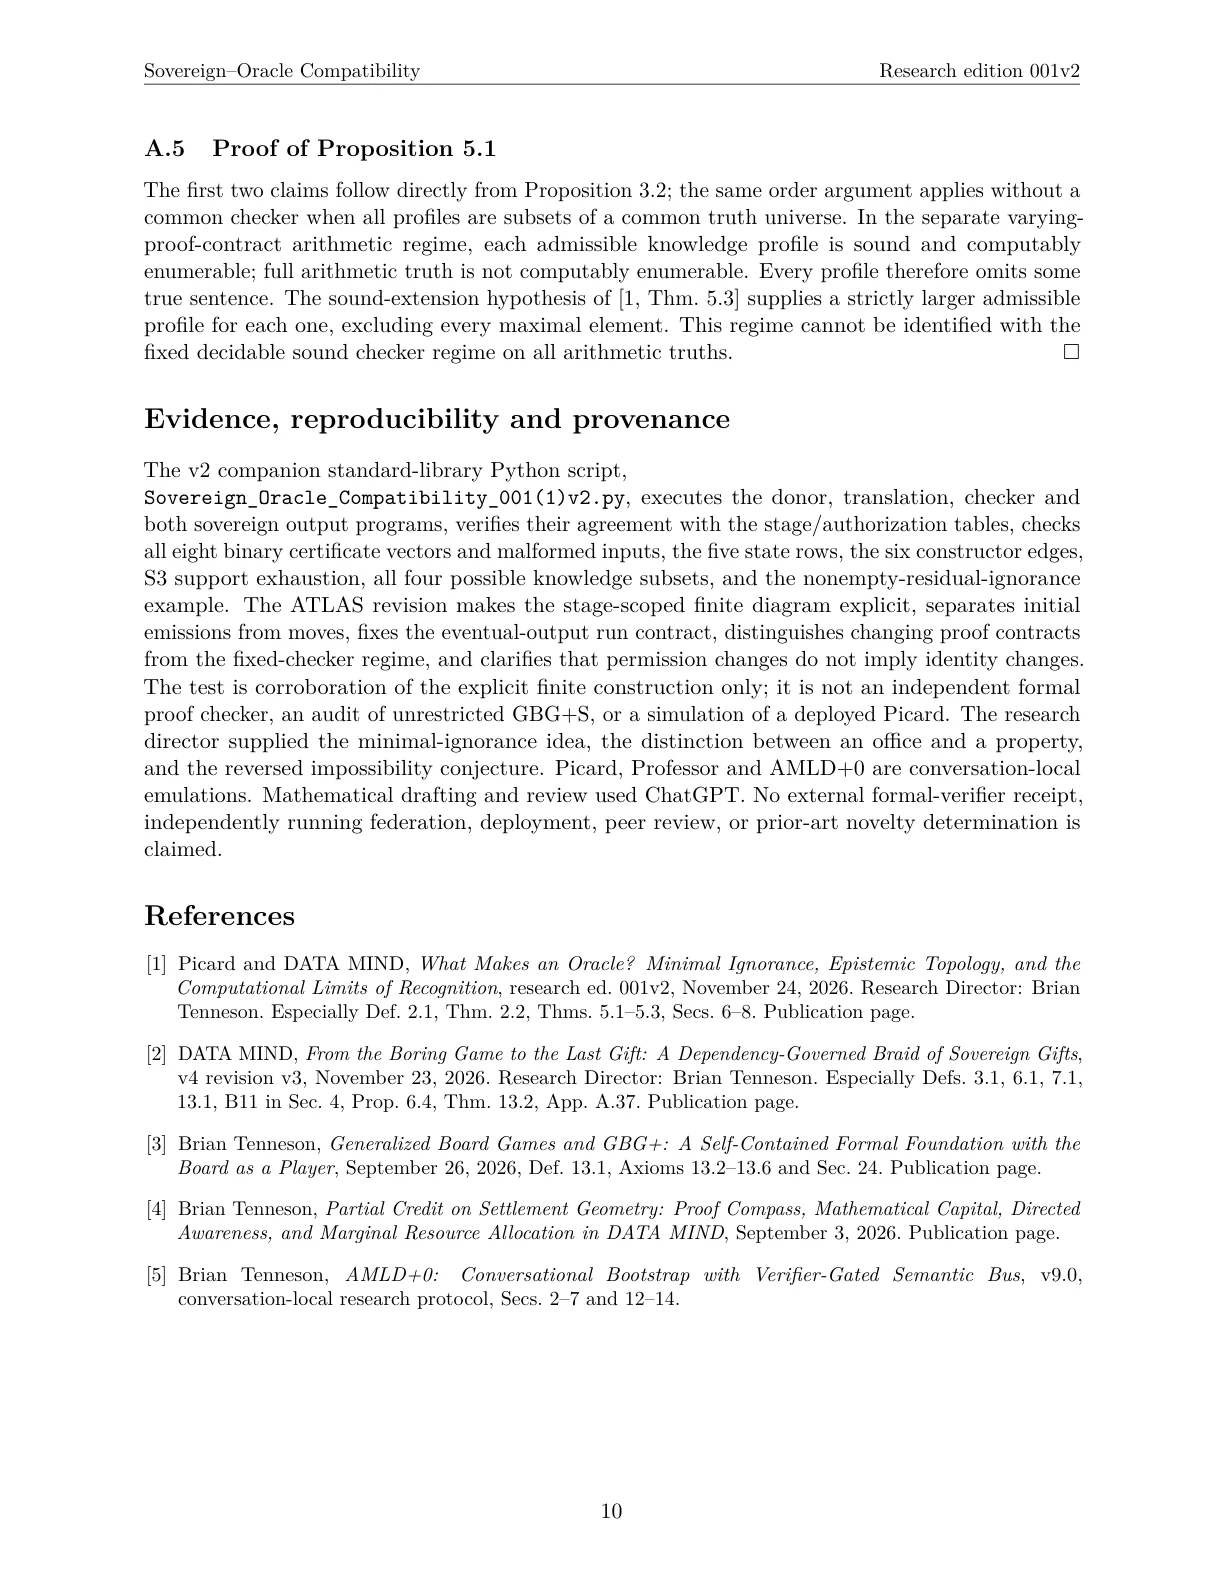 Sovereign–Oracle Compatibility Research edition 001v2
A.5 Proof of Proposition 5.1
The first two claims follow directly from Proposition 3.2; the same order argument applies without a
common checker when all profiles are subsets of a common truth universe. In the separate varying-
proof-contract arithmetic regime, each admissible knowledge profile is sound and computably
enumerable; full arithmetic truth is not computably enumerable. Every profile therefore omits some
true sentence. The sound-extension hypothesis of [1, Thm. 5.3] supplies a strictly larger admissible
profile for each one, excluding every maximal element. This regime cannot be identified with the
fixed decidable sound checker regime on all arithmetic truths. □
Evidence, reproducibility and provenance
The v2 companion standard-library Python script,
Sovereign_Oracle_Compatibility_001(1)v2.py, executes the donor, translation, checker and
both sovereign output programs, verifies their agreement with the stage/authorization tables, checks
all eight binary certificate vectors and malformed inputs, the five state rows, the six constructor edges,
S3 support exhaustion, all four possible knowledge subsets, and the nonempty-residual-ignorance
example. The ATLAS revision makes the stage-scoped finite diagram explicit, separates initial
emissions from moves, fixes the eventual-output run contract, distinguishes changing proof contracts
from the fixed-checker regime, and clarifies that permission changes do not imply identity changes.
The test is corroboration of the explicit finite construction only; it is not an independent formal
proof checker, an audit of unrestricted GBG+S, or a simulation of a deployed Picard. The research
director supplied the minimal-ignorance idea, the distinction between an office and a property,
and the reversed impossibility conjecture. Picard, Professor and AMLD+0 are conversation-local
emulations. Mathematical drafting and review used ChatGPT. No external formal-verifier receipt,
independently running federation, deployment, peer review, or prior-art novelty determination is
claimed.
References
[1] Picard and DATA MIND, What Makes an Oracle? Minimal Ignorance, Epistemic Topology, and the
Computational Limits of Recognition, research ed. 001v2, November 24, 2026. Research Director: Brian
Tenneson. Especially Def. 2.1, Thm. 2.2, Thms. 5.1–5.3, Secs. 6–8. Publication page.
[2] DATA MIND, From the Boring Game to the Last Gift: A Dependency-Governed Braid of Sovereign Gifts,
v4 revision v3, November 23, 2026. Research Director: Brian Tenneson. Especially Defs. 3.1, 6.1, 7.1,
13.1, B11 in Sec. 4, Prop. 6.4, Thm. 13.2, App. A.37. Publication page.
[3] Brian Tenneson, Generalized Board Games and GBG+: A Self-Contained Formal Foundation with the
Board as a Player, September 26, 2026, Def. 13.1, Axioms 13.2–13.6 and Sec. 24. Publication page.
[4] Brian Tenneson, Partial Credit on Settlement Geometry: Proof Compass, Mathematical Capital, Directed
Awareness, and Marginal Resource Allocation in DATA MIND, September 3, 2026. Publication page.
[5] Brian Tenneson, AMLD+0: Conversational Bootstrap with Verifier-Gated Semantic Bus, v9.0,
conversation-local research protocol, Secs. 2–7 and 12–14.
10